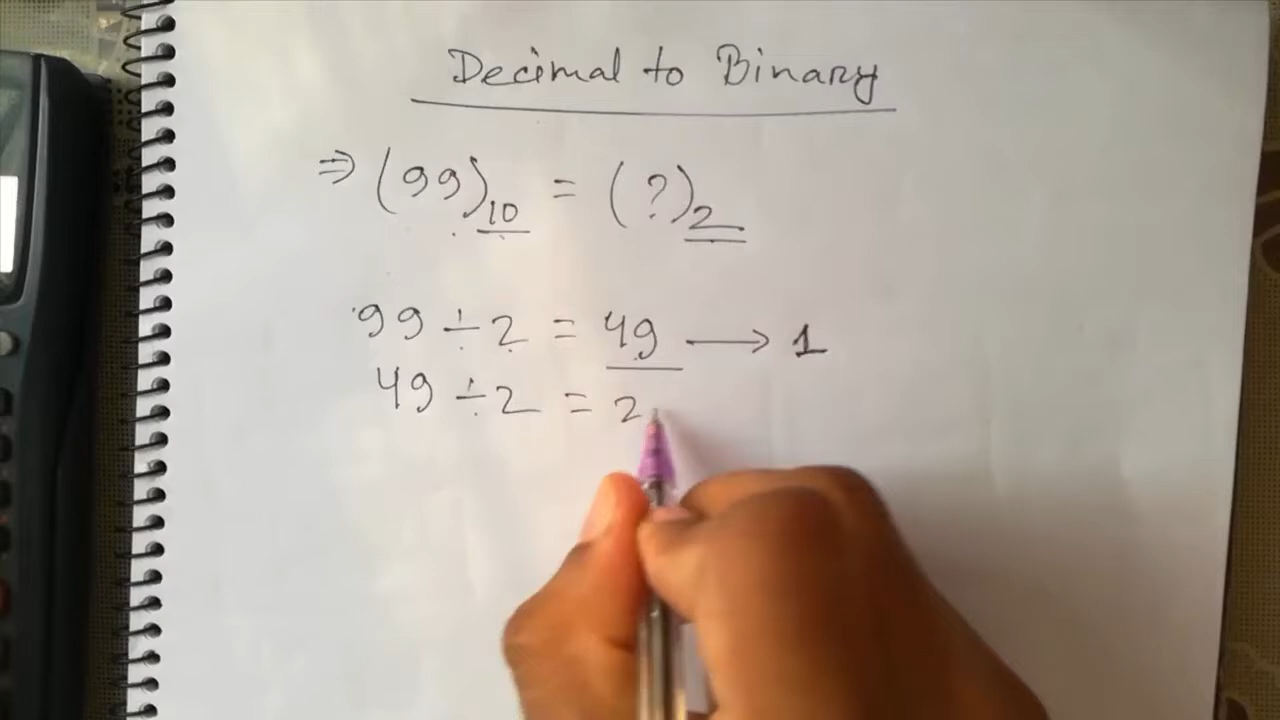 Decimal to Binary
⇒ (99)10 = (?)2
99 ÷ 2 = 49 ⟶ 1
49 ÷ 2 = 2